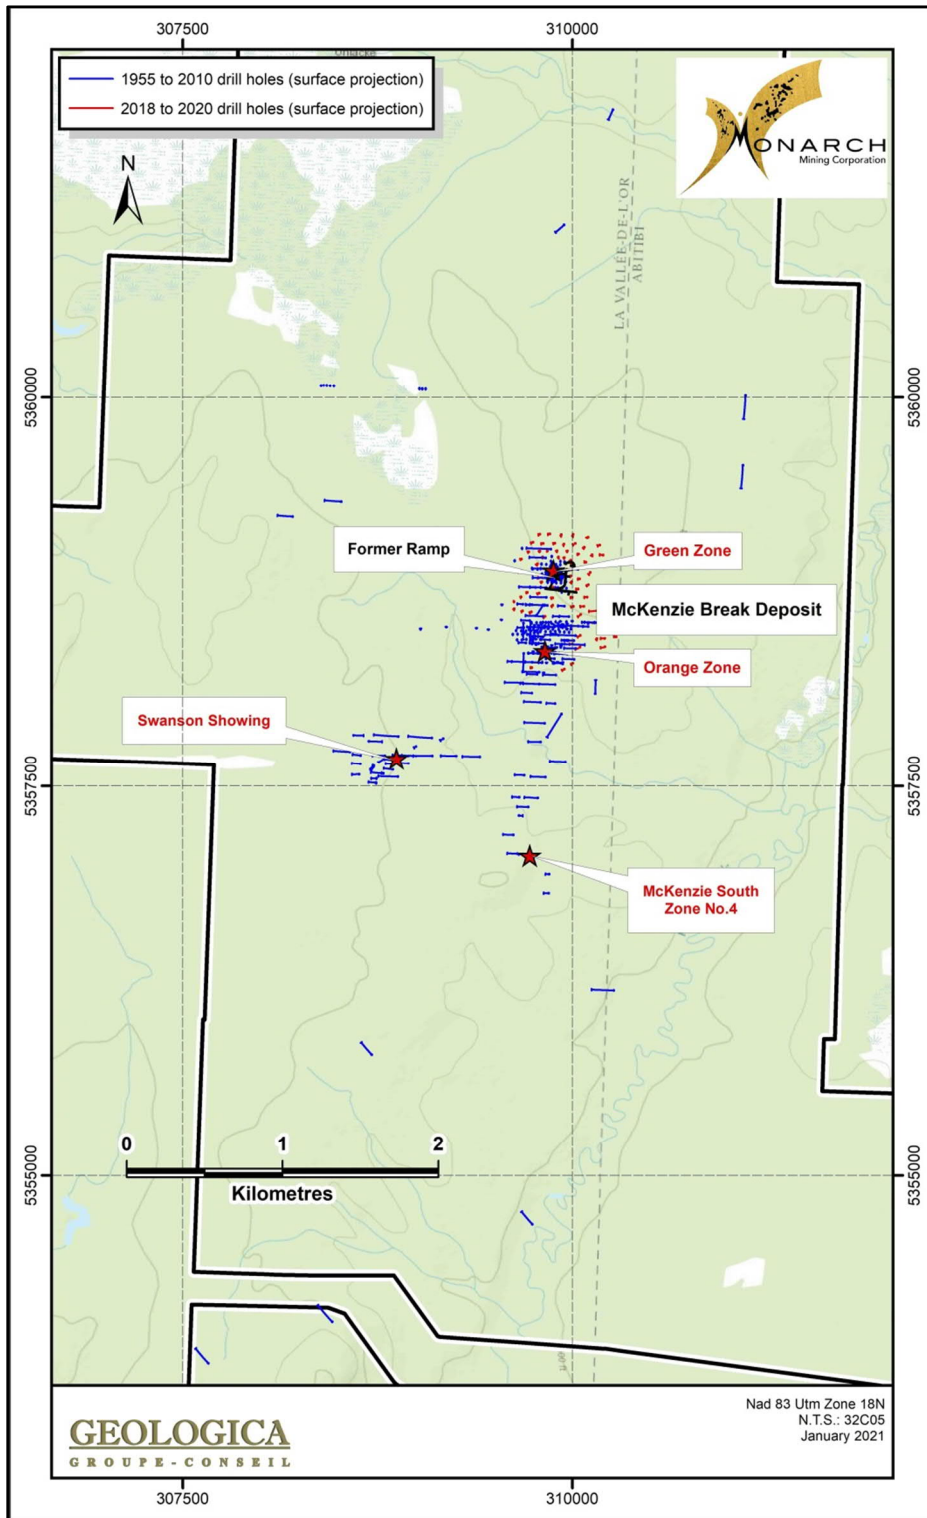 307500
310000
1955 to 2010 drill holes (surface projection)
2018 to 2020 drill holes (surface projection)
MONARCH
Mining Corporation
N
LA VALLÉE-DE-L'OR
ABITIBI
5360000
5360000
Former Ramp
Green Zone
McKenzie Break Deposit
Orange Zone
Swanson Showing
5357500
5357500
McKenzie South
Zone No.4
0 1 2
Kilometres
5355000
5355000
GEOLOGICA
GROUPE-CONSEIL
Nad 83 Utm Zone 18N
N.T.S.: 32C05
January 2021
307500
310000